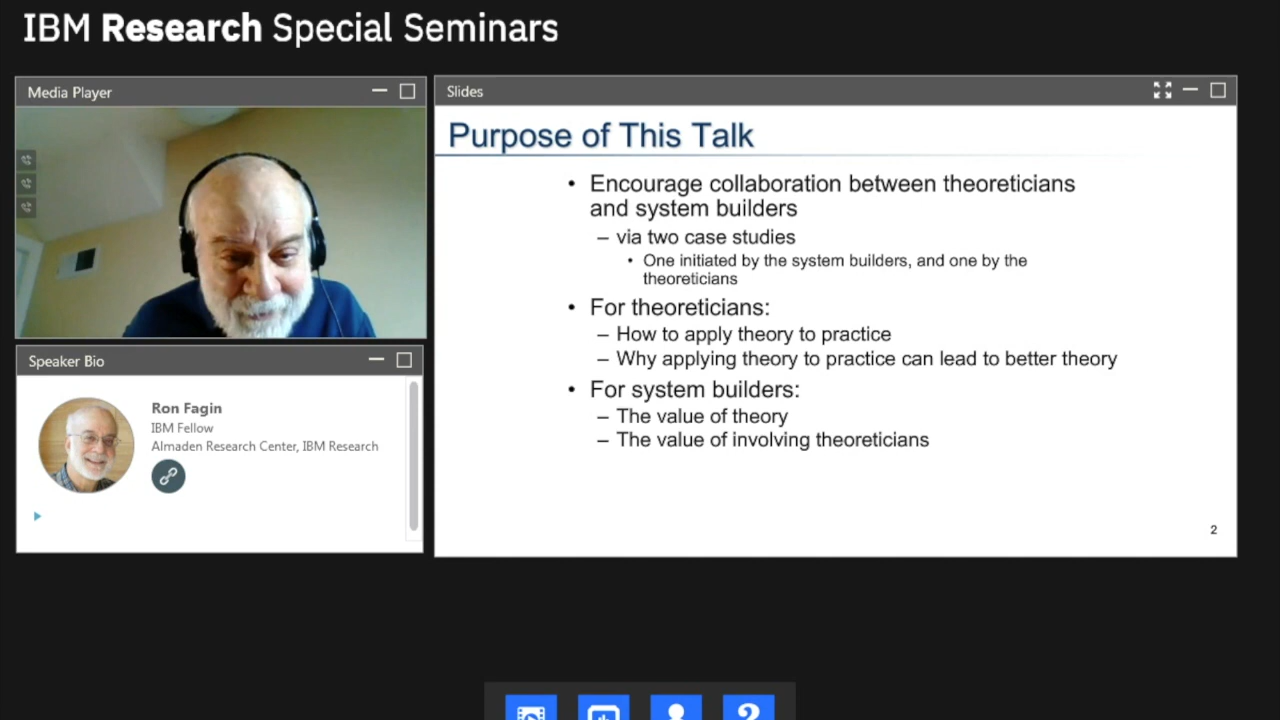 IBM Research Special Seminars
Media Player
Slides
Purpose of This Talk
• Encourage collaboration between theoreticians
and system builders
– via two case studies
• One initiated by the system builders, and one by the
theoreticians
• For theoreticians:
– How to apply theory to practice
– Why applying theory to practice can lead to better theory
• For system builders:
– The value of theory
– The value of involving theoreticians
2
Speaker Bio
Ron Fagin
IBM Fellow
Almaden Research Center, IBM Research
?